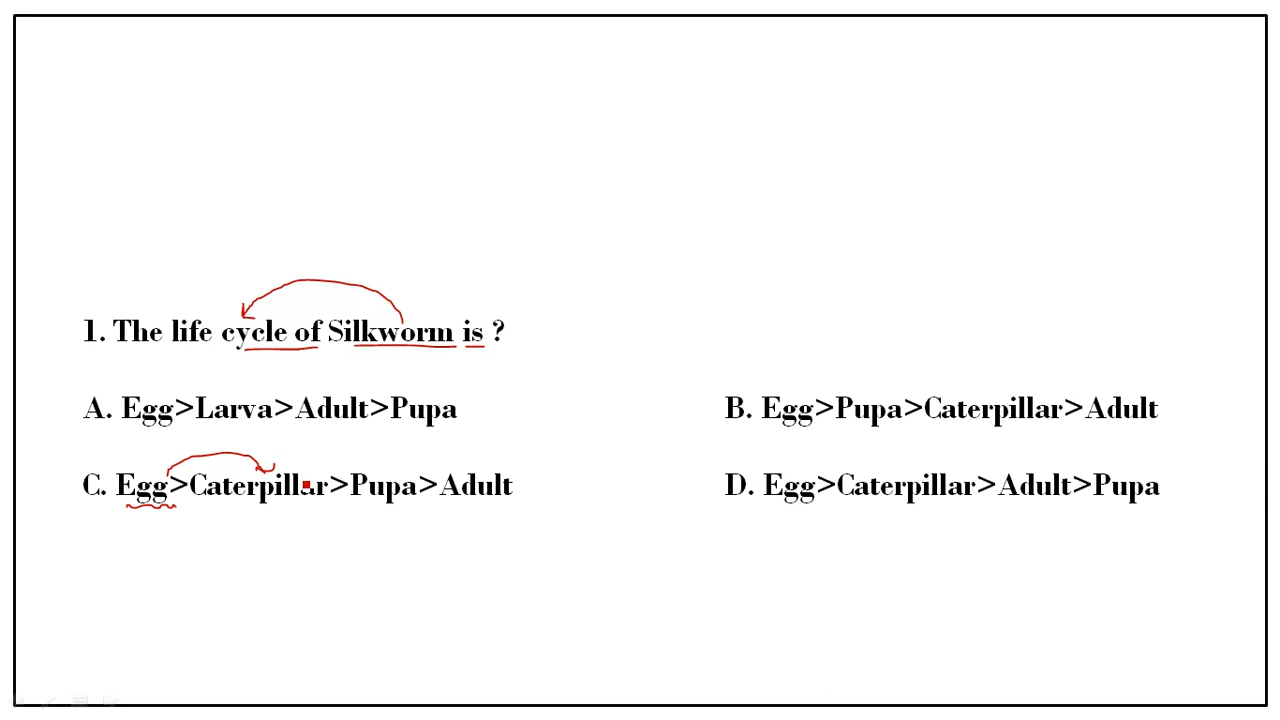 1. The life cycle of Silkworm is ?
A. Egg>Larva>Adult>Pupa
B. Egg>Pupa>Caterpillar>Adult
C. Egg>Caterpillar>Pupa>Adult
D. Egg>Caterpillar>Adult>Pupa